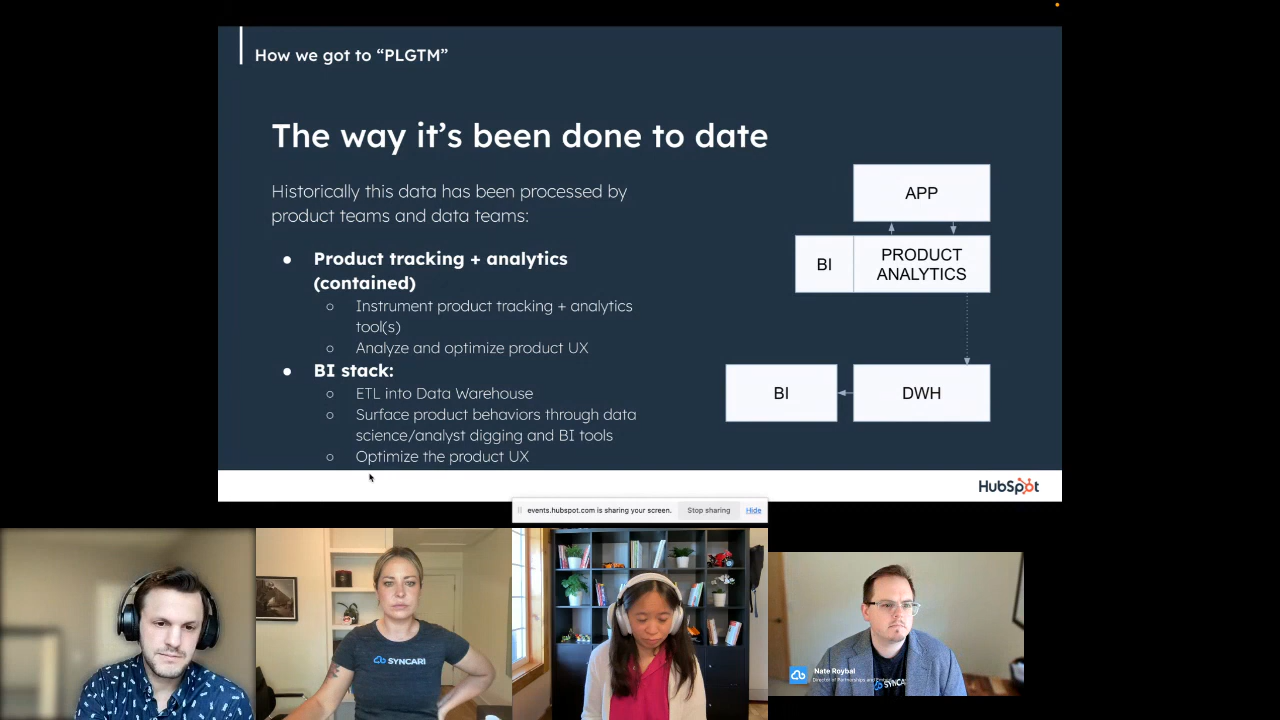 How we got to “PLGTM”
The way it’s been done to date
Historically this data has been processed by
product teams and data teams:
● Product tracking + analytics
(contained)
○ Instrument product tracking + analytics
tool(s)
○ Analyze and optimize product UX
● BI stack:
○ ETL into Data Warehouse
○ Surface product behaviors through data
science/analyst digging and BI tools
○ Optimize the product UX
APP
BI
PRODUCT
ANALYTICS
BI
DWH
HubSpot
events.hubspot.com is sharing your screen.
Stop sharing
Hide
SYNCARI
Nate Roybal
Director of Partnerships and